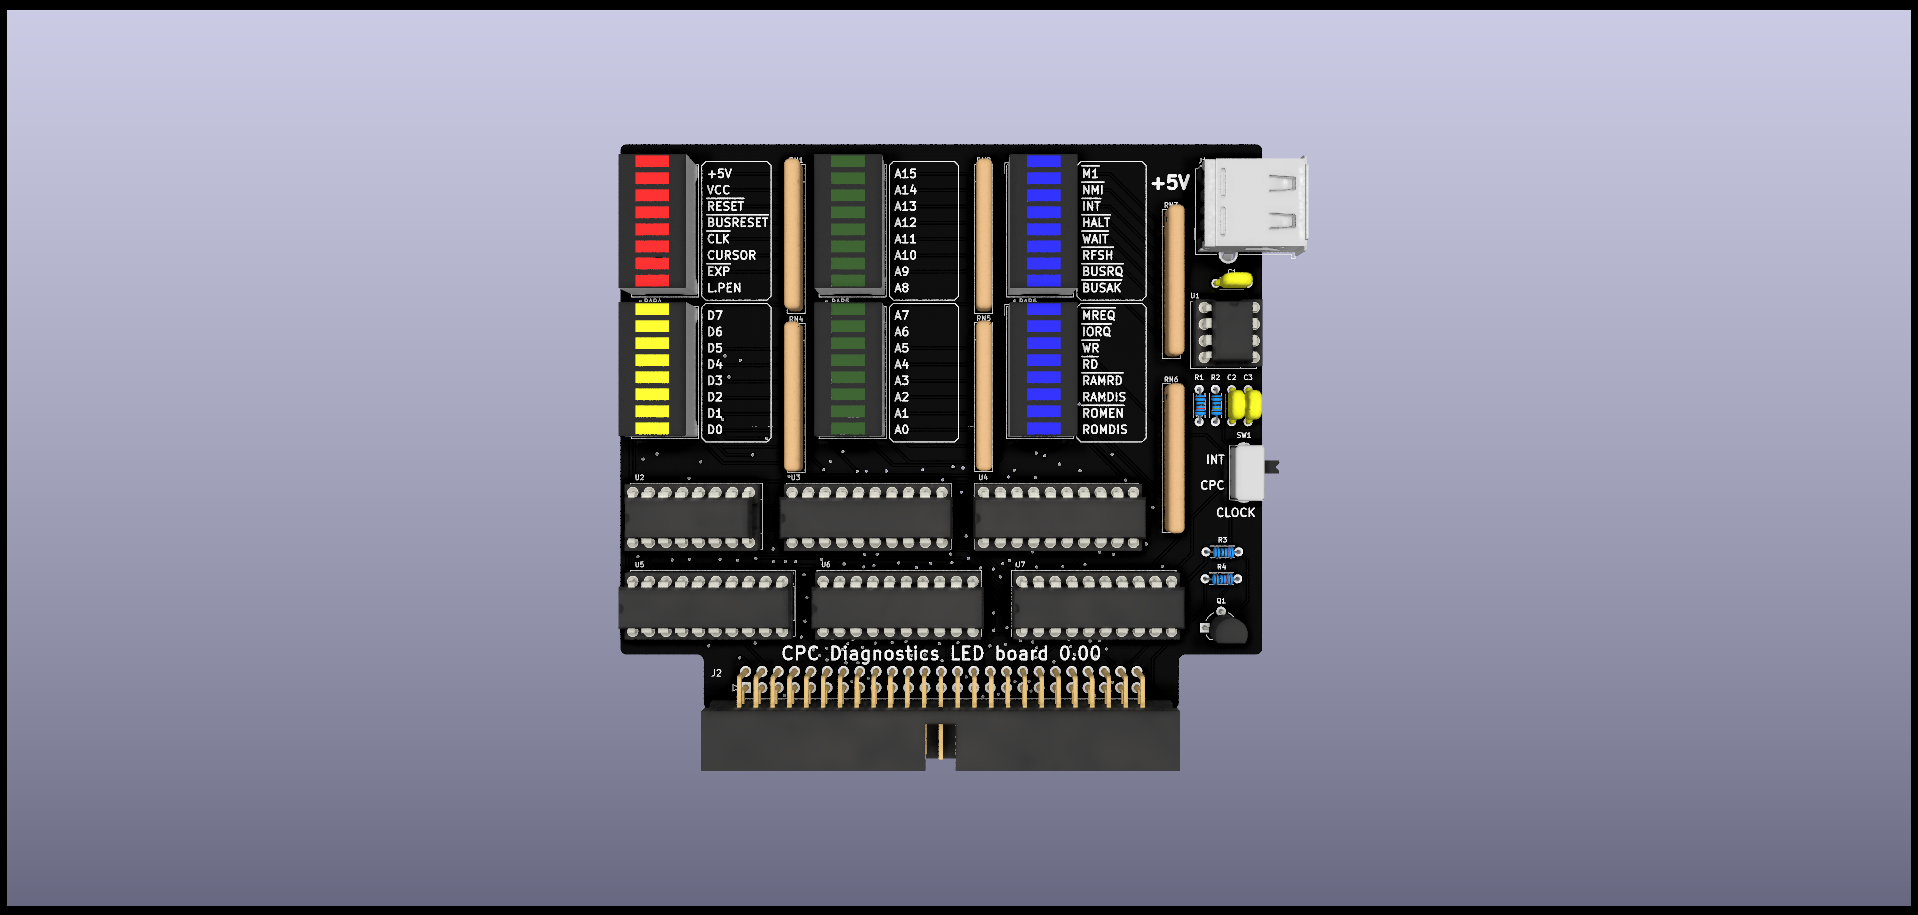 +5V
VCC
RESET
BUSRESET
CLK
CURSOR
EXP
L.PEN
A15
A14
A13
A12
A11
A10
A9
A8
M1
NMI
INT
HALT
WAIT
RFSH
BUSRQ
BUSAK
+5V
RN4
D7
D6
D5
D4
D3
D2
D1
D0
RN5
A7
A6
A5
A4
A3
A2
A1
A0
MREQ
IORQ
WR
RD
RAMRD
RAMDIS
ROMEN
ROMDIS
U1
RN6
R1 R2 C2 C3
SW1
INT
CPC
CLOCK
U2 U3 U4
R3
U5 U6 U7
R4
Q1
CPC Diagnostics LED board 0.00
J2